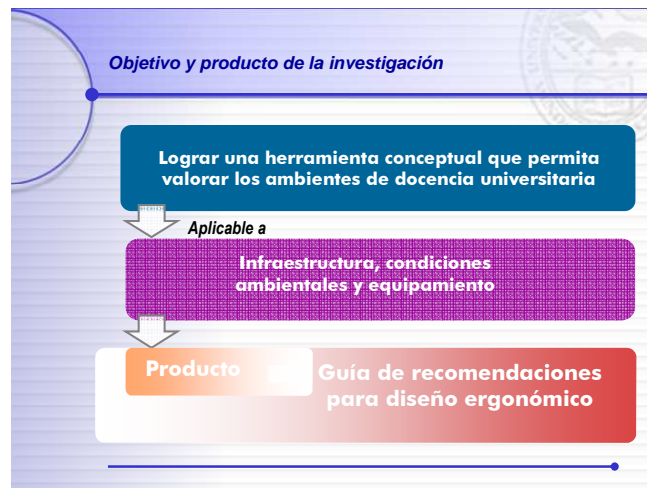 Objetivo y producto de la investigación
Lograr una herramienta conceptual que permita
valorar los ambientes de docencia universitaria
Aplicable a
Infraestructura, condiciones
ambientales y equipamiento
Producto
Guía de recomendaciones
para diseño ergonómico